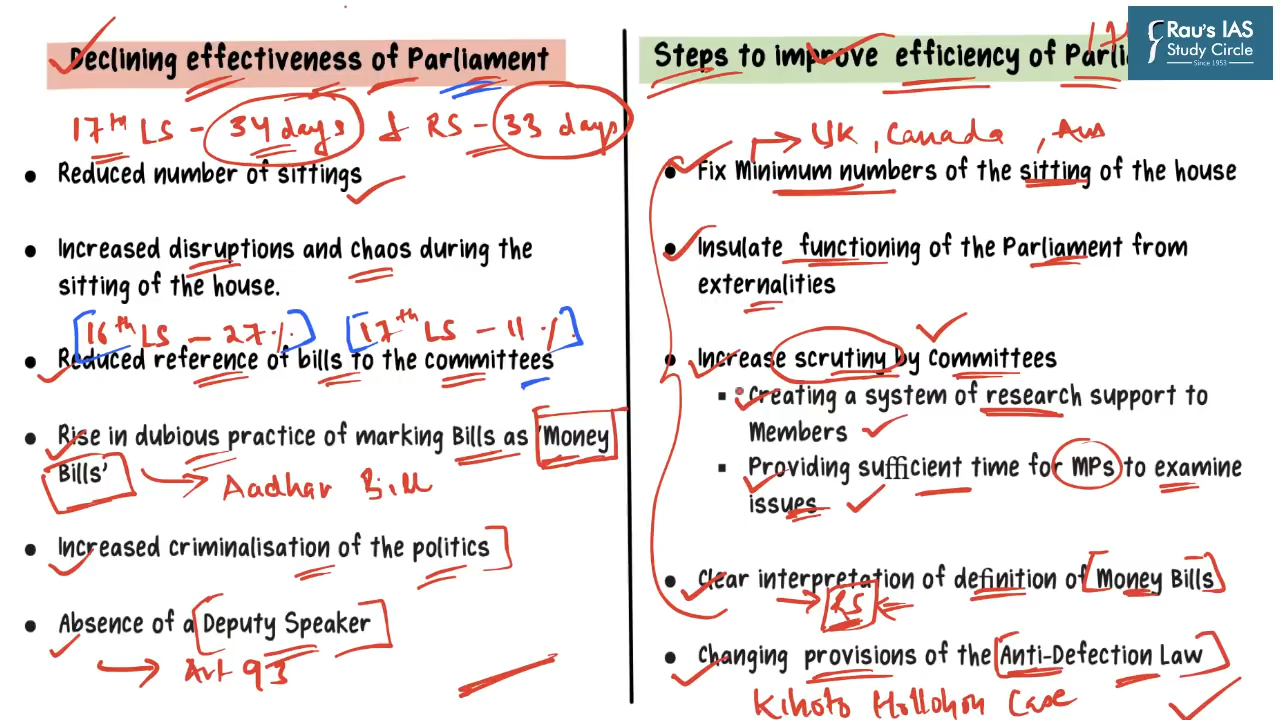 Declining effectiveness of Parliament
17th LS - 34 days & RS - 33 days
• Reduced number of sittings
• Increased disruptions and chaos during the
sitting of the house.
[16th LS - 27%] [17th LS - 11%]
• Reduced reference of bills to the committees
• Rise in dubious practice of marking Bills as 'Money
Bills'
→ Aadhar Bill
• Increased criminalisation of the politics
• Absence of a Deputy Speaker
→ Art 93
Steps to improve efficiency of Parli
Rau's IAS
Study Circle
Since 1953
→ UK, Canada, Aus
• Fix Minimum numbers of the sitting of the house
• Insulate functioning of the Parliament from
externalities
• Increase scrutiny by Committees
▪ Creating a system of research support to
Members
▪ Providing sufficient time for MPs to examine
issues
• Clear interpretation of definition of Money Bills
→ RS
• Changing provisions of the Anti-Defection Law
Kihoto Hollohon Case